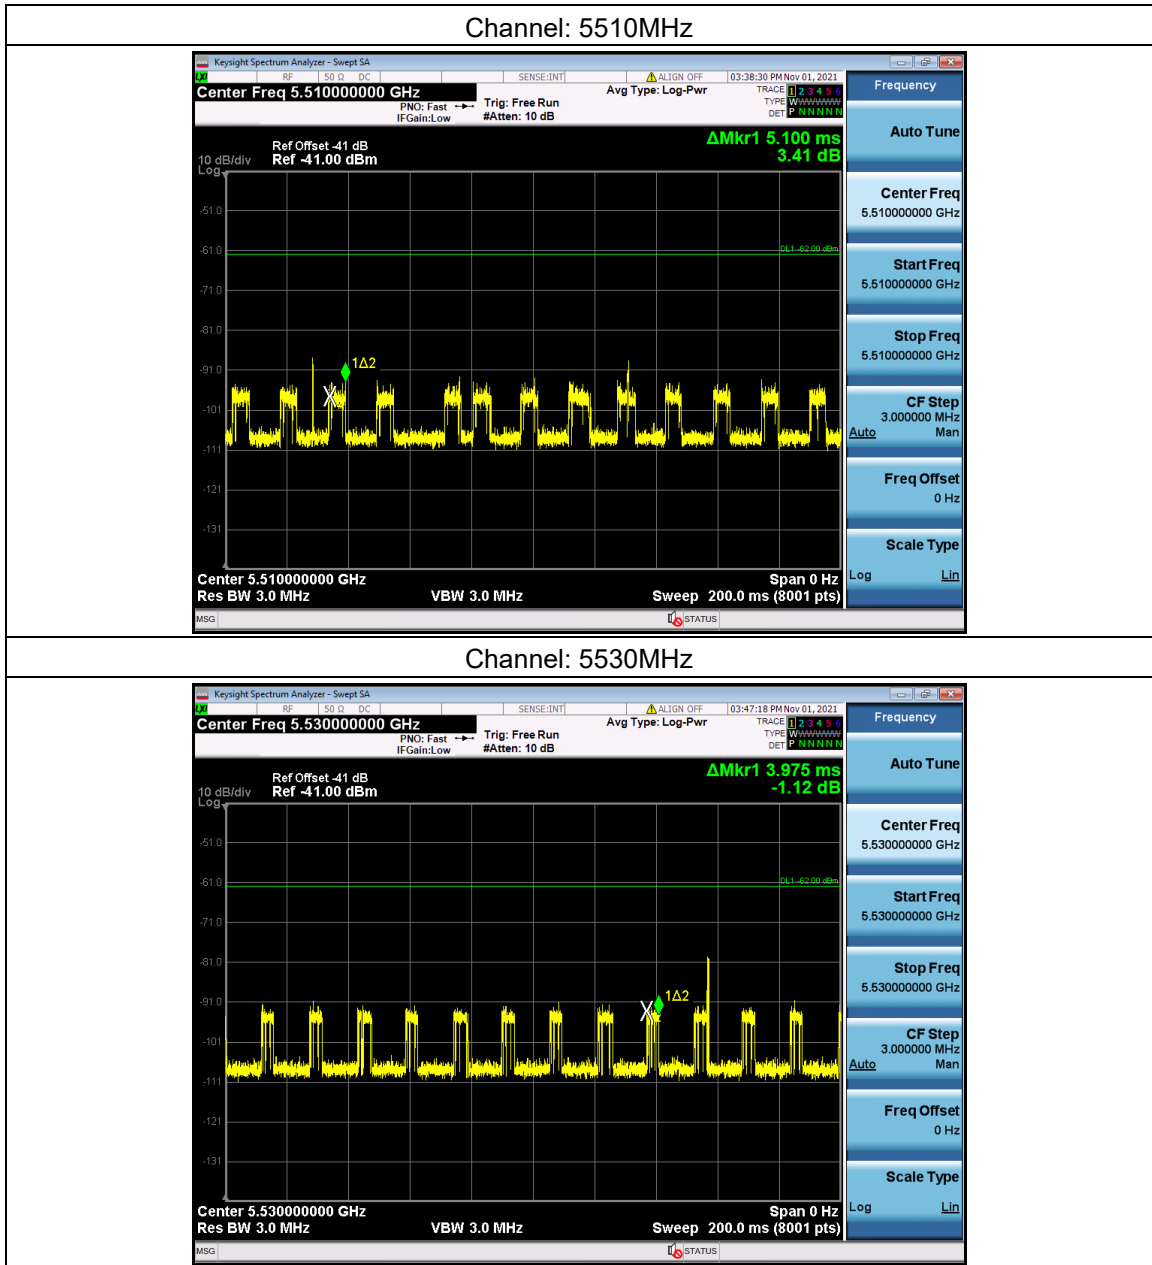 Channel: 5510MHz
Keysight Spectrum Analyzer - Swept SA
LXI RF 50 Ω DC SENSE:INT ALIGN OFF 03:38:30 PM Nov 01, 2021
Center Freq 5.510000000 GHz
PNO: Fast
IFGain:Low
Trig: Free Run
#Atten: 10 dB
Avg Type: Log-Pwr
TRACE 1 2 3 4 5 6
TYPE W
DET P N N N N N
ΔMkr1 5.100 ms
3.41 dB
Ref Offset -41 dB
10 dB/div Ref -41.00 dBm
Log
-51.0
-61.0
DL1 -62.00 dBm
-71.0
-81.0
-91.0
1Δ2
-101
-111
-121
-131
Center 5.510000000 GHz Span 0 Hz
Res BW 3.0 MHz VBW 3.0 MHz Sweep 200.0 ms (8001 pts)
MSG STATUS
Frequency
Auto Tune
Center Freq
5.510000000 GHz
Start Freq
5.510000000 GHz
Stop Freq
5.510000000 GHz
CF Step
3.000000 MHz
Auto Man
Freq Offset
0 Hz
Scale Type
Log Lin
Channel: 5530MHz
Keysight Spectrum Analyzer - Swept SA
LXI RF 50 Ω DC SENSE:INT ALIGN OFF 03:47:18 PM Nov 01, 2021
Center Freq 5.530000000 GHz
PNO: Fast
IFGain:Low
Trig: Free Run
#Atten: 10 dB
Avg Type: Log-Pwr
TRACE 1 2 3 4 5 6
TYPE W
DET P N N N N N
ΔMkr1 3.975 ms
-1.12 dB
Ref Offset -41 dB
10 dB/div Ref -41.00 dBm
Log
-51.0
-61.0
DL1 -62.00 dBm
-71.0
-81.0
-91.0
1Δ2
-101
-111
-121
-131
Center 5.530000000 GHz Span 0 Hz
Res BW 3.0 MHz VBW 3.0 MHz Sweep 200.0 ms (8001 pts)
MSG STATUS
Frequency
Auto Tune
Center Freq
5.530000000 GHz
Start Freq
5.530000000 GHz
Stop Freq
5.530000000 GHz
CF Step
3.000000 MHz
Auto Man
Freq Offset
0 Hz
Scale Type
Log Lin